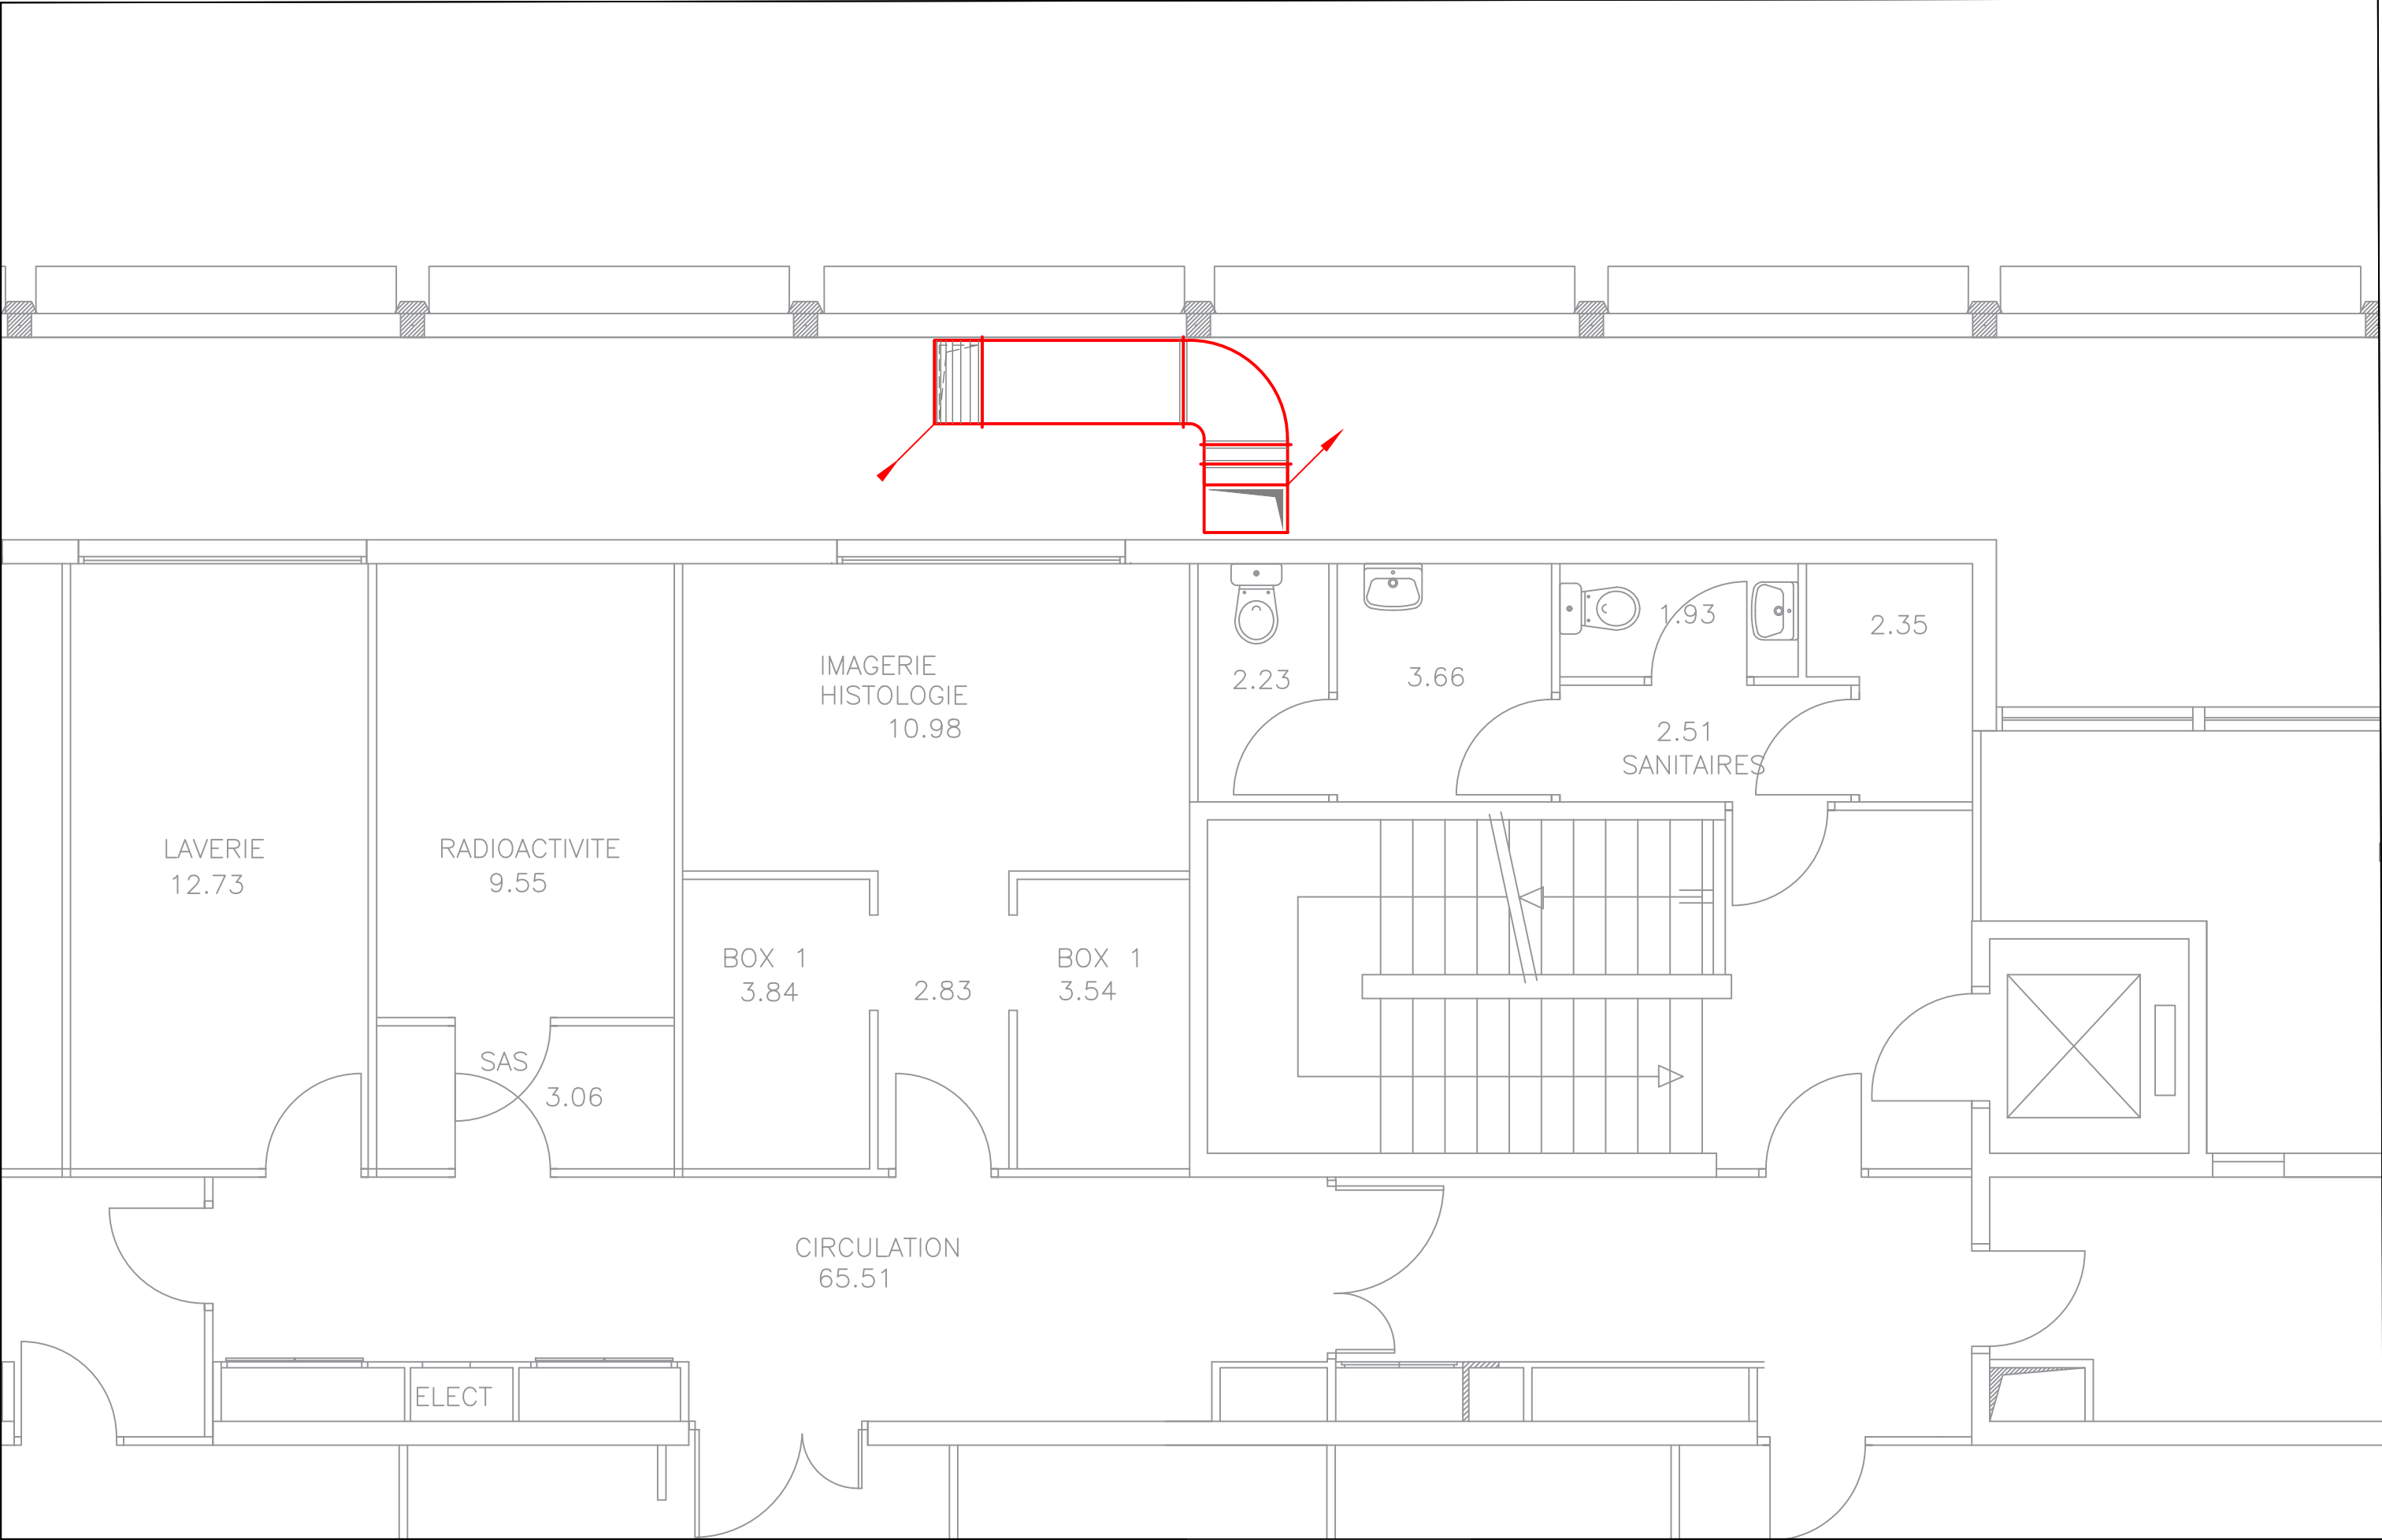 1.93
2.35
IMAGERIE
HISTOLOGIE
10.98
2.23
3.66
2.51
SANITAIRES
LAVERIE
12.73
RADIOACTIVITE
9.55
BOX 1
3.84
2.83
BOX 1
3.54
SAS
3.06
CIRCULATION
65.51
ELECT